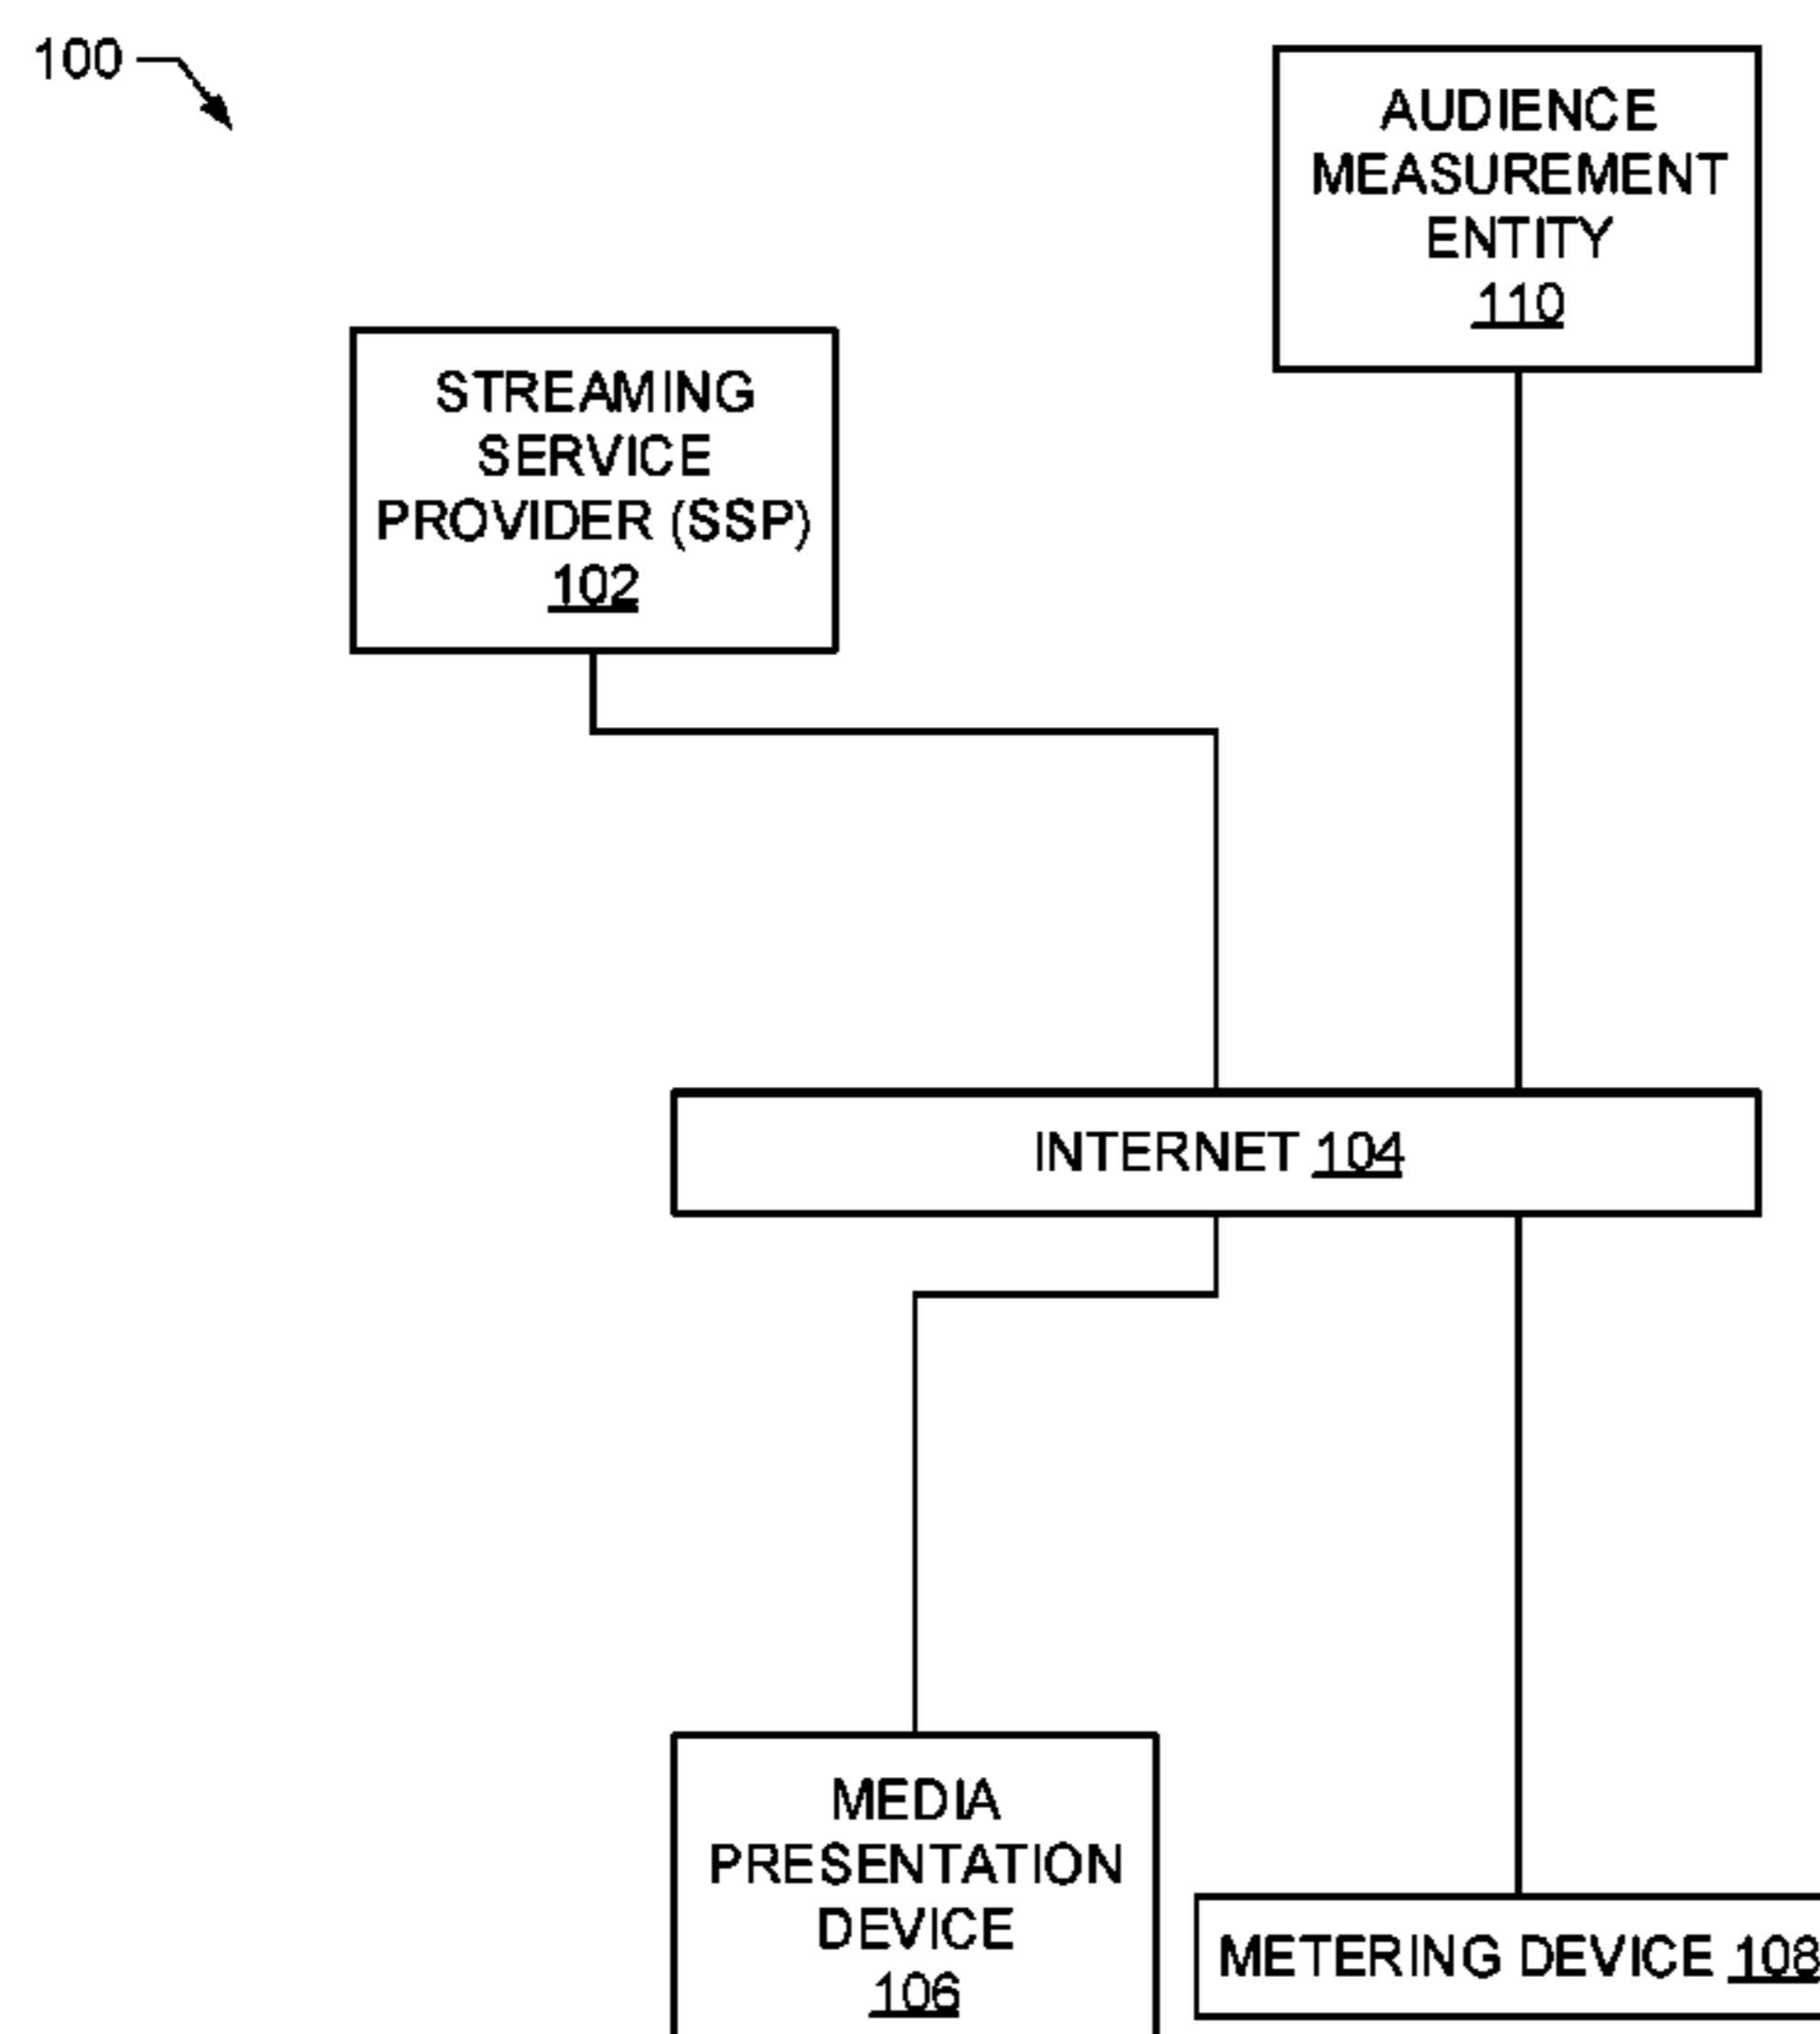 100
AUDIENCE
MEASUREMENT
ENTITY
110
STREAMING
SERVICE
PROVIDER (SSP)
102
INTERNET 104
MEDIA
PRESENTATION
DEVICE
106
METERING DEVICE 108